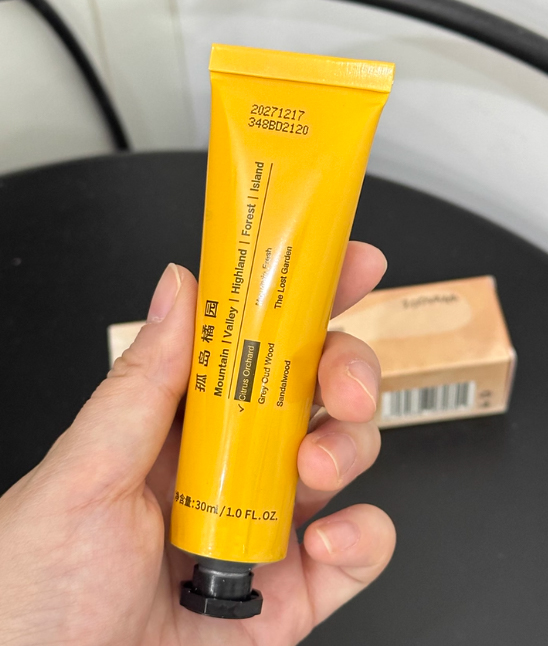 20271217
348BD2120
孤岛橘园
Mountain | Valley | Highland | Forest | Island
✓ Citrus Orchard
Fresh
Grey Oud Wood
The Lost Garden
Sandalwood
净含量:30ml/1.0 FL.OZ.